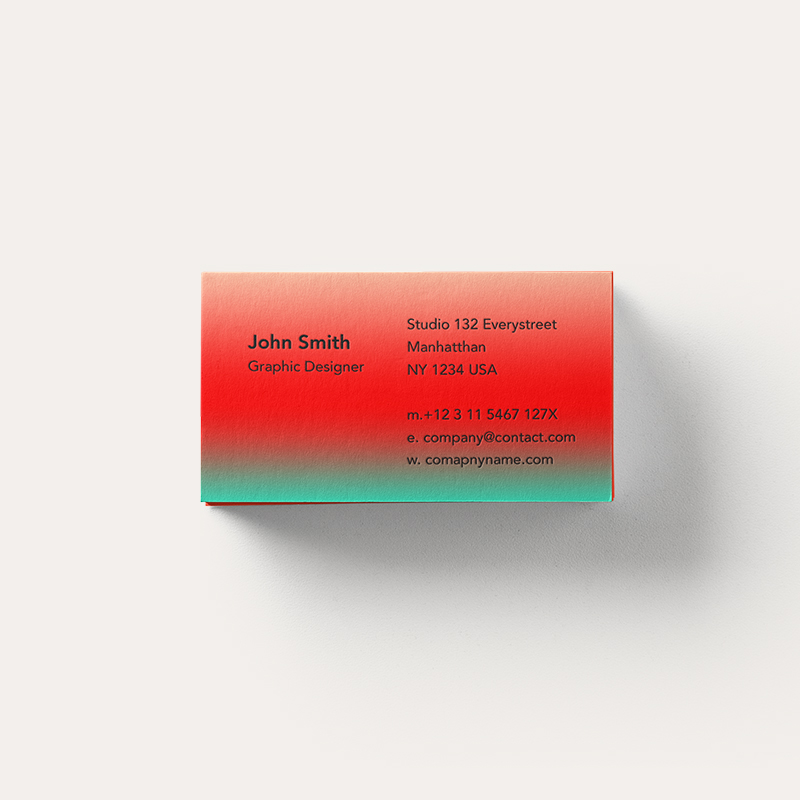 John Smith
Graphic Designer
Studio 132 Everystreet
Manhatthan
NY 1234 USA
m.+12 3 11 5467 127X
e. company@contact.com
w. comapnyname.com